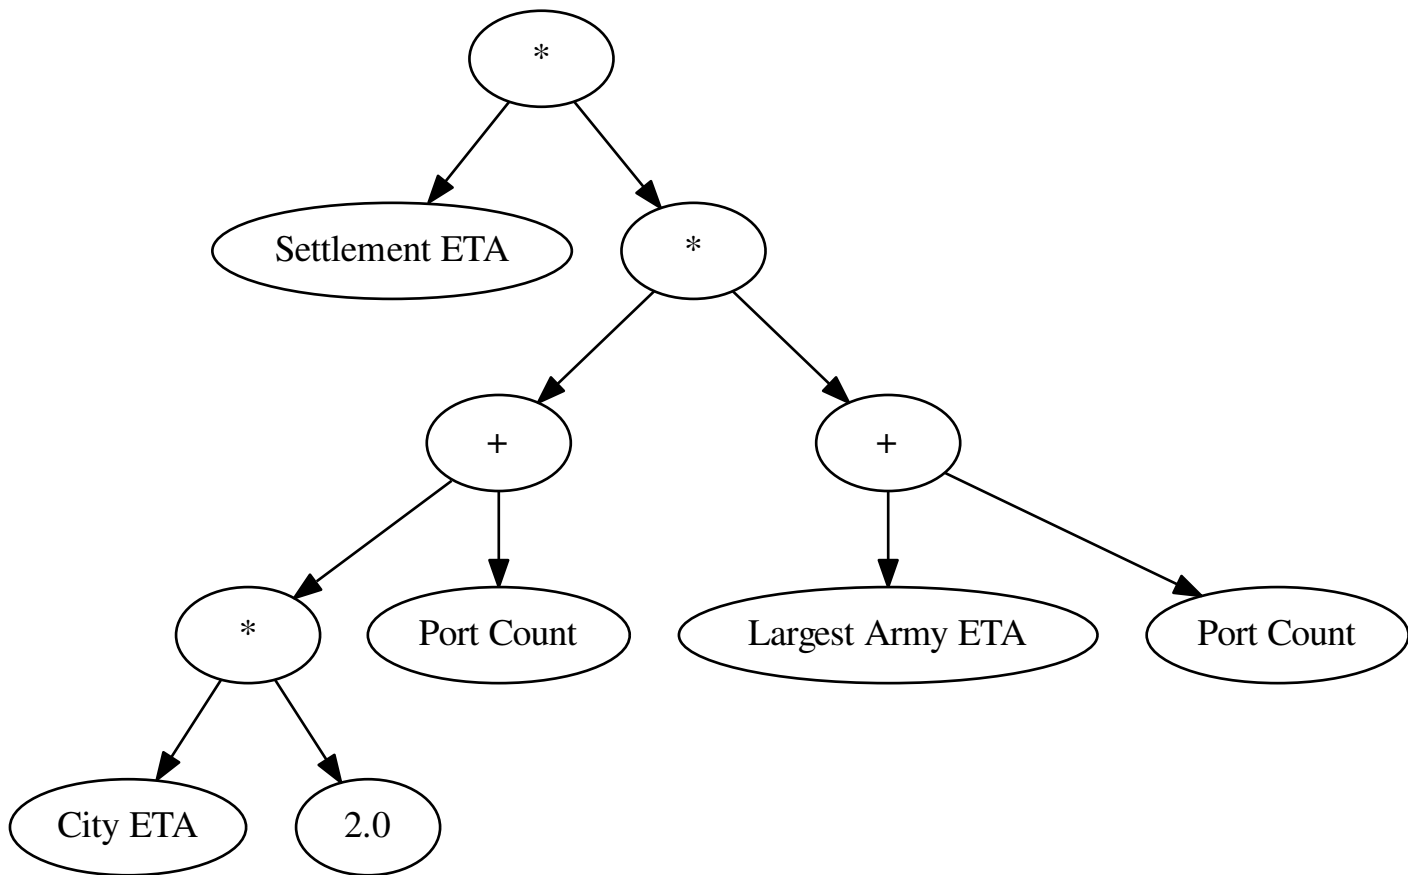 *
Settlement ETA
*
+
+
*
Port Count
Largest Army ETA
Port Count
City ETA
2.0